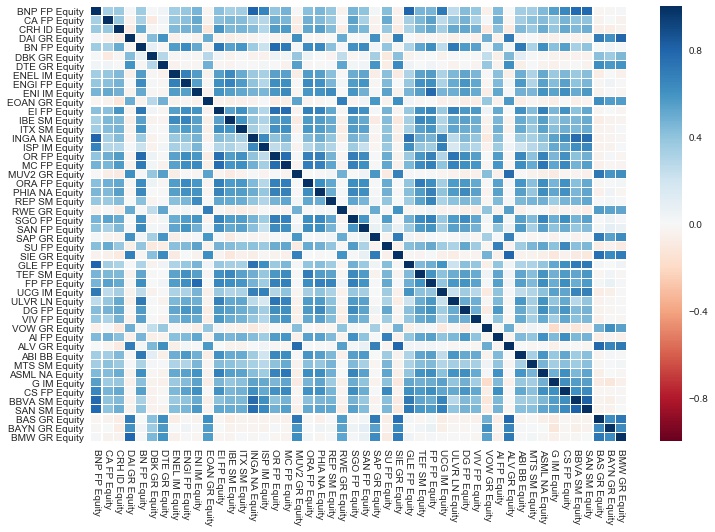 BNP FP Equity
CA FP Equity
CRH ID Equity
DAI GR Equity
BN FP Equity
DBK GR Equity
DTE GR Equity
ENEL IM Equity
ENGI FP Equity
ENI IM Equity
EOAN GR Equity
EI FP Equity
IBE SM Equity
ITX SM Equity
INGA NA Equity
ISP IM Equity
OR FP Equity
MC FP Equity
MUV2 GR Equity
ORA FP Equity
PHIA NA Equity
REP SM Equity
RWE GR Equity
SGO FP Equity
SAN FP Equity
SAP GR Equity
SU FP Equity
SIE GR Equity
GLE FP Equity
TEF SM Equity
FP FP Equity
UCG IM Equity
ULVR LN Equity
DG FP Equity
VIV FP Equity
VOW GR Equity
AI FP Equity
ALV GR Equity
ABI BB Equity
MTS SM Equity
ASML NA Equity
G IM Equity
CS FP Equity
BBVA SM Equity
SAN SM Equity
BAS GR Equity
BAYN GR Equity
BMW GR Equity
BNP FP Equity
CA FP Equity
CRH ID Equity
DAI GR Equity
BN FP Equity
DBK GR Equity
DTE GR Equity
ENEL IM Equity
ENGI FP Equity
ENI IM Equity
EOAN GR Equity
EI FP Equity
IBE SM Equity
ITX SM Equity
INGA NA Equity
ISP IM Equity
OR FP Equity
MC FP Equity
MUV2 GR Equity
ORA FP Equity
PHIA NA Equity
REP SM Equity
RWE GR Equity
SGO FP Equity
SAN FP Equity
SAP GR Equity
SU FP Equity
SIE GR Equity
GLE FP Equity
TEF SM Equity
FP FP Equity
UCG IM Equity
ULVR LN Equity
DG FP Equity
VIV FP Equity
VOW GR Equity
AI FP Equity
ALV GR Equity
ABI BB Equity
MTS SM Equity
ASML NA Equity
G IM Equity
CS FP Equity
BBVA SM Equity
SAN SM Equity
BAS GR Equity
BAYN GR Equity
BMW GR Equity
0.8
0.4
0.0
−0.4
−0.8